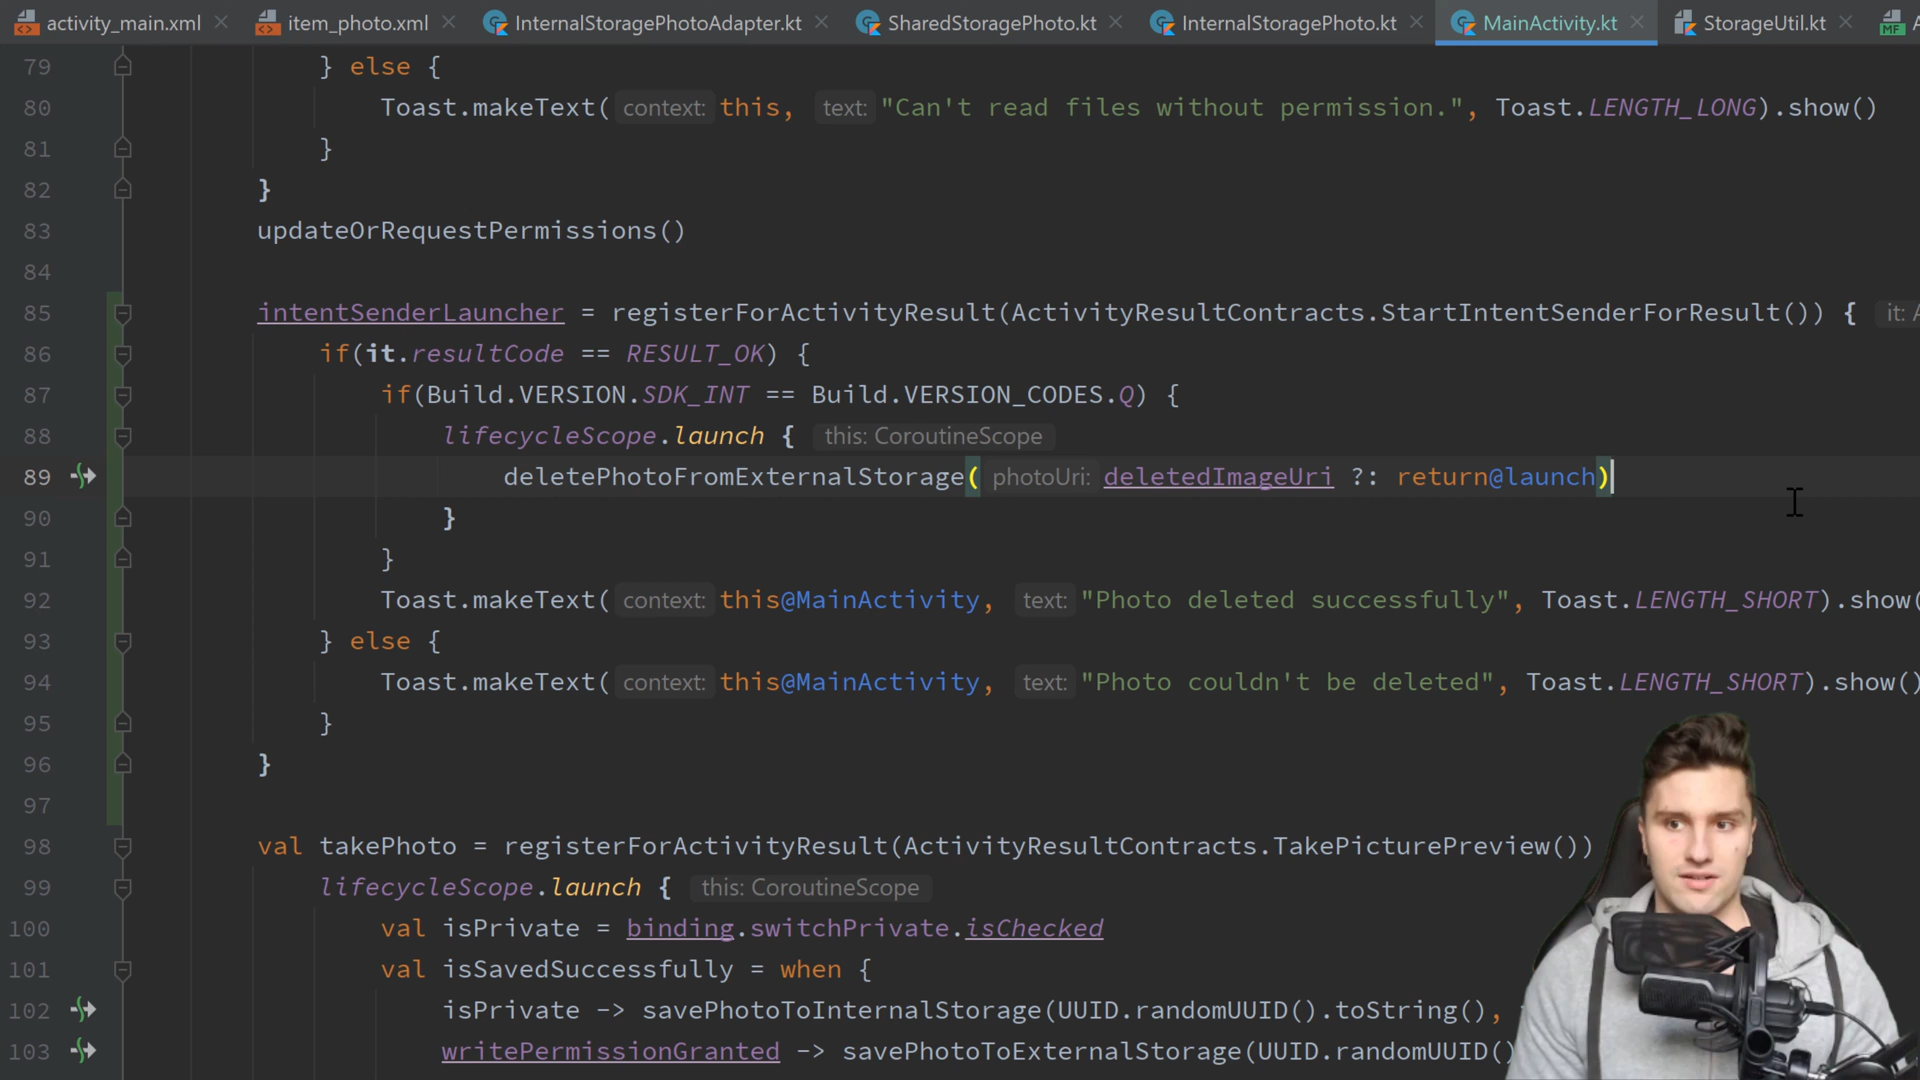 activity_main.xml item_photo.xml InternalStoragePhotoAdapter.kt SharedStoragePhoto.kt InternalStoragePhoto.kt MainActivity.kt StorageUtil.kt
79 } else {
80 Toast.makeText( context: this, text: "Can't read files without permission.", Toast.LENGTH_LONG).show()
81 }
82 }
83 updateOrRequestPermissions()
84
85 intentSenderLauncher = registerForActivityResult(ActivityResultContracts.StartIntentSenderForResult()) { it: A
86 if(it.resultCode == RESULT_OK) {
87 if(Build.VERSION.SDK_INT == Build.VERSION_CODES.Q) {
88 lifecycleScope.launch { this: CoroutineScope
89 deletePhotoFromExternalStorage( photoUri: deletedImageUri ?: return@launch)
90 }
91 }
92 Toast.makeText( context: this@MainActivity, text: "Photo deleted successfully", Toast.LENGTH_SHORT).show(
93 } else {
94 Toast.makeText( context: this@MainActivity, text: "Photo couldn't be deleted", Toast.LENGTH_SHORT).show()
95 }
96 }
97
98 val takePhoto = registerForActivityResult(ActivityResultContracts.TakePicturePreview())
99 lifecycleScope.launch { this: CoroutineScope
100 val isPrivate = binding.switchPrivate.isChecked
101 val isSavedSuccessfully = when {
102 isPrivate -> savePhotoToInternalStorage(UUID.randomUUID().toString(),
103 writePermissionGranted -> savePhotoToExternalStorage(UUID.randomUUID()